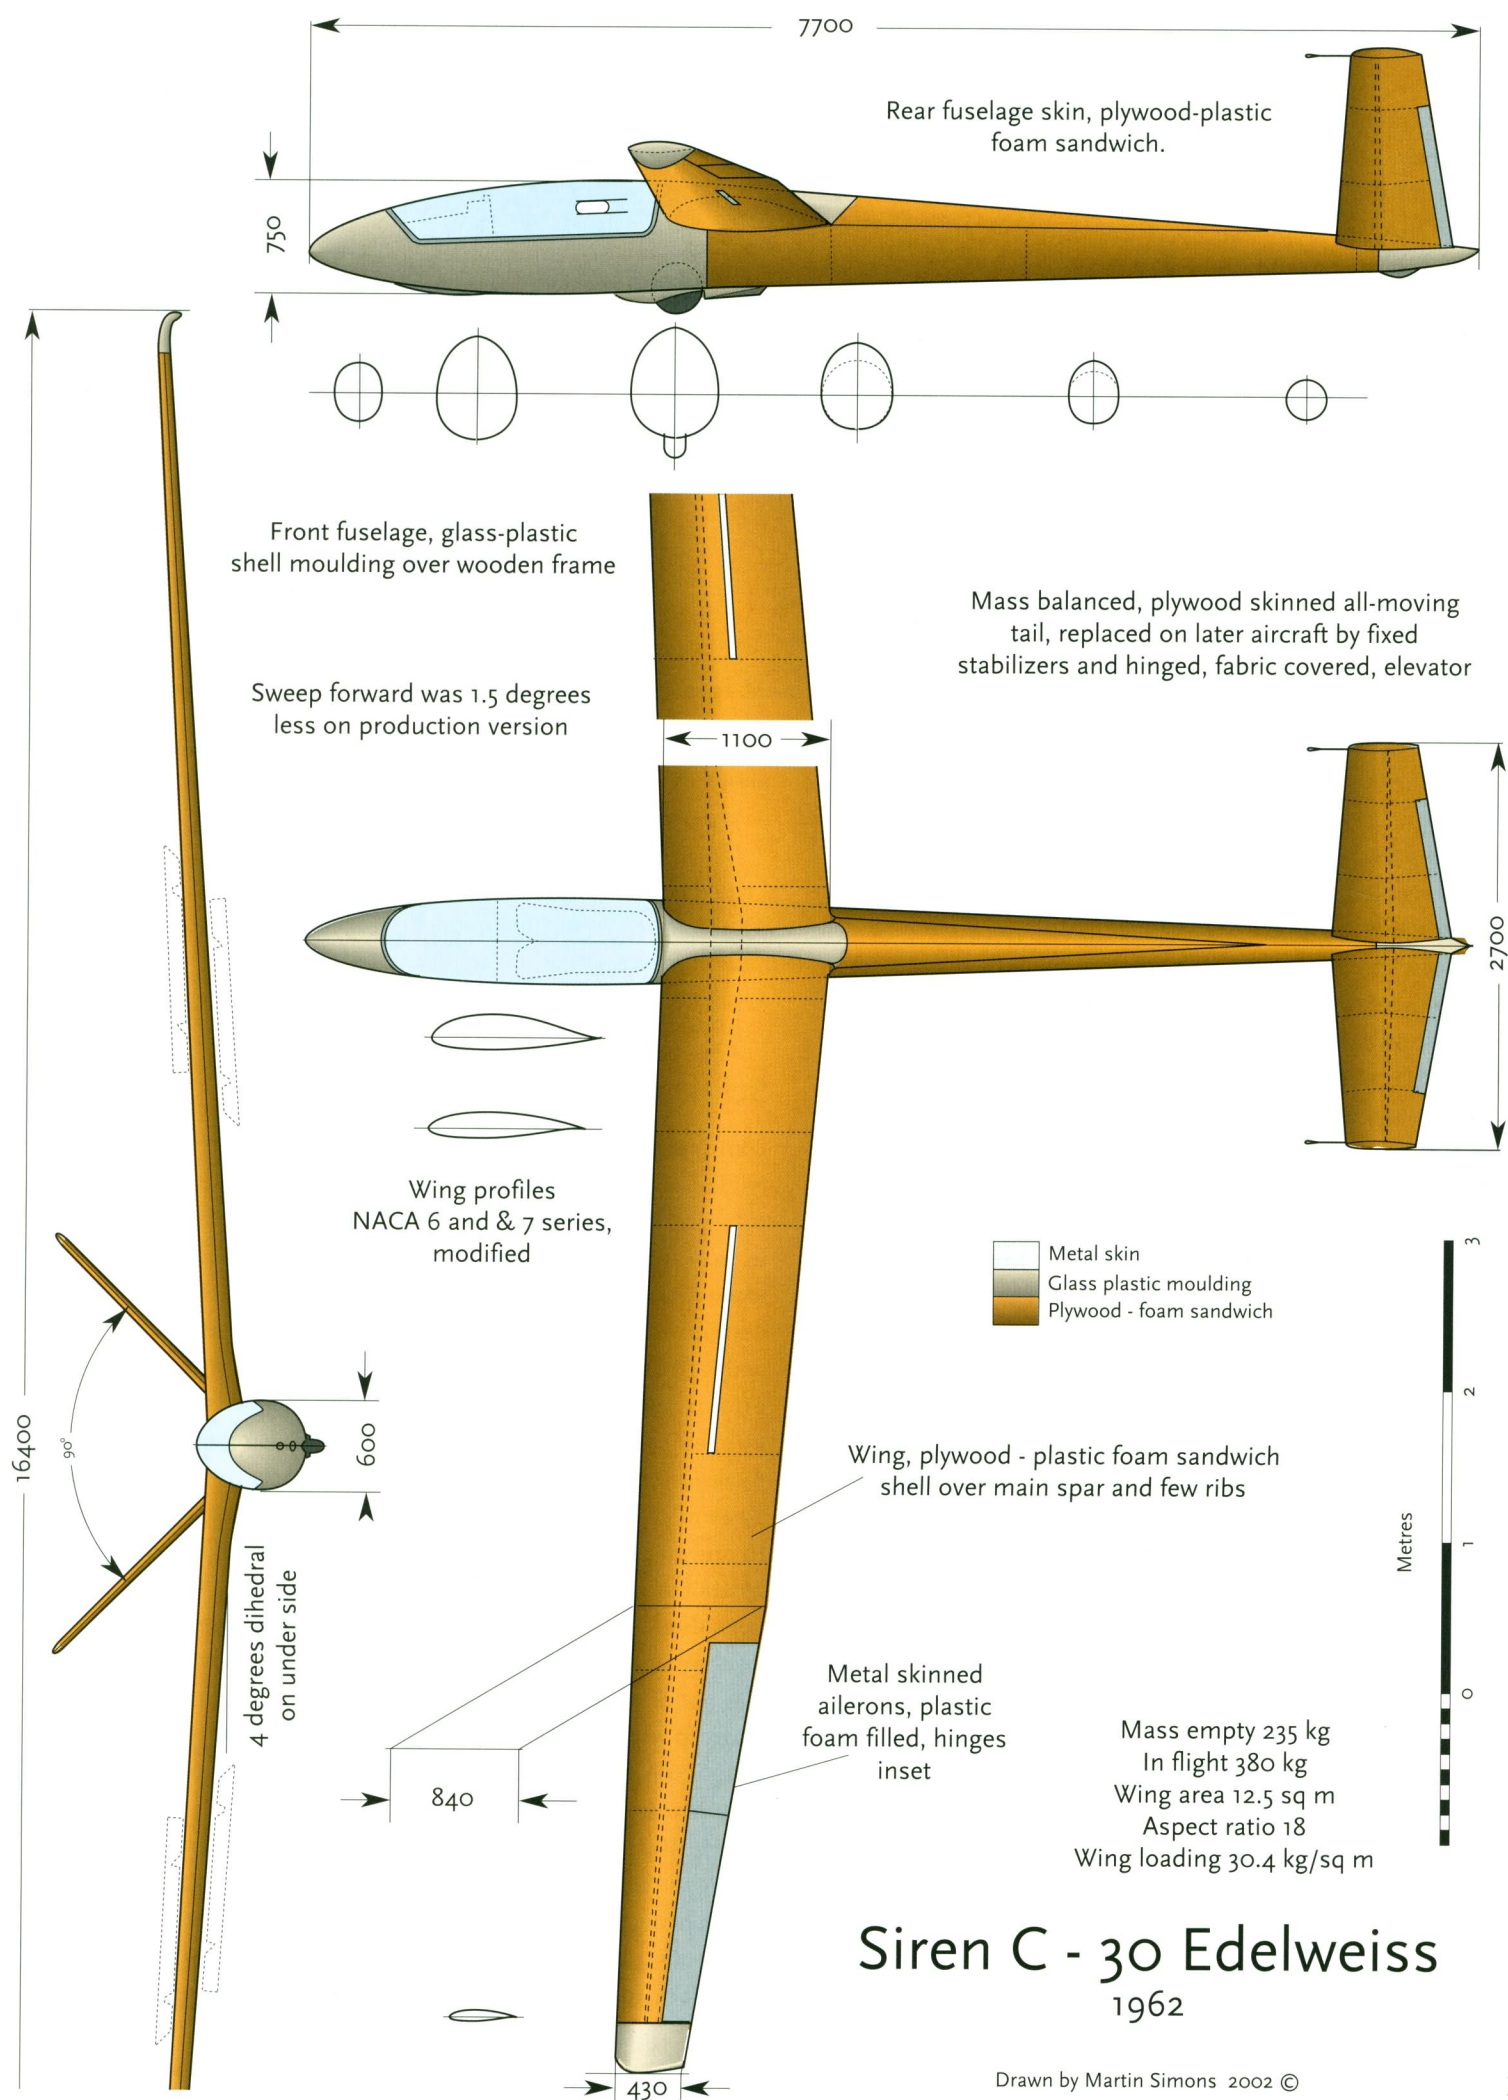 7700
Rear fuselage skin, plywood-plastic
foam sandwich.
750
Front fuselage, glass-plastic
shell moulding over wooden frame
Mass balanced, plywood skinned all-moving
tail, replaced on later aircraft by fixed
stabilizers and hinged, fabric covered, elevator
Sweep forward was 1.5 degrees
less on production version
1100
2700
Wing profiles
NACA 6 and & 7 series,
modified
Metal skin
Glass plastic moulding
Plywood - foam sandwich
3
2
1
0
Metres
16400
90°
600
4 degrees dihedral
on under side
Wing, plywood - plastic foam sandwich
shell over main spar and few ribs
Metal skinned
ailerons, plastic
foam filled, hinges
inset
840
Mass empty 235 kg
In flight 380 kg
Wing area 12.5 sq m
Aspect ratio 18
Wing loading 30.4 kg/sq m
Siren C - 30 Edelweiss
1962
430
Drawn by Martin Simons 2002 ©